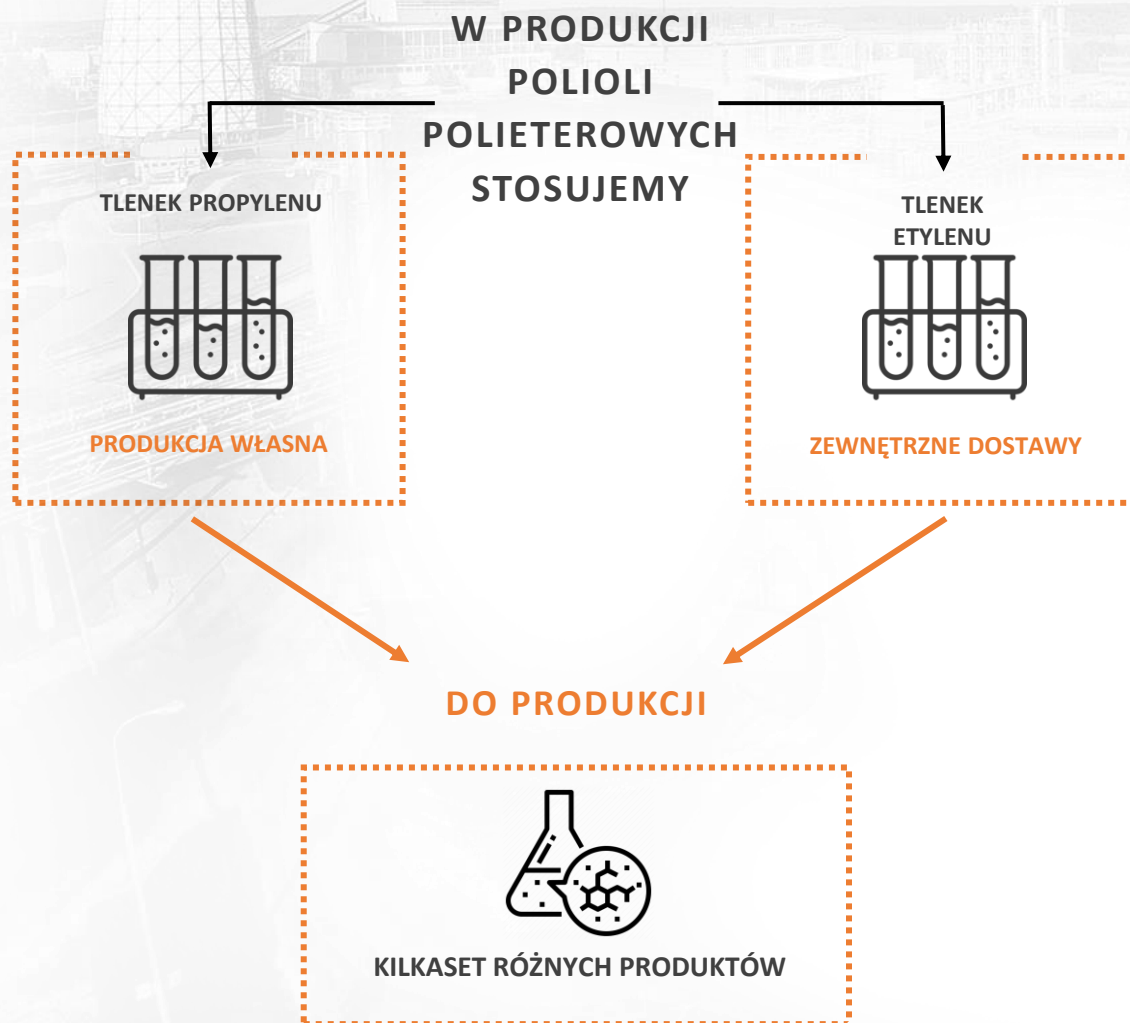 W PRODUKCJI
POLIOLI
POLIETEROWYCH
STOSUJEMY
TLENEK PROPYLENU
PRODUKCJA WŁASNA
TLENEK
ETYLENU
ZEWNĘTRZNE DOSTAWY
DO PRODUKCJI
KILKASET RÓŻNYCH PRODUKTÓW